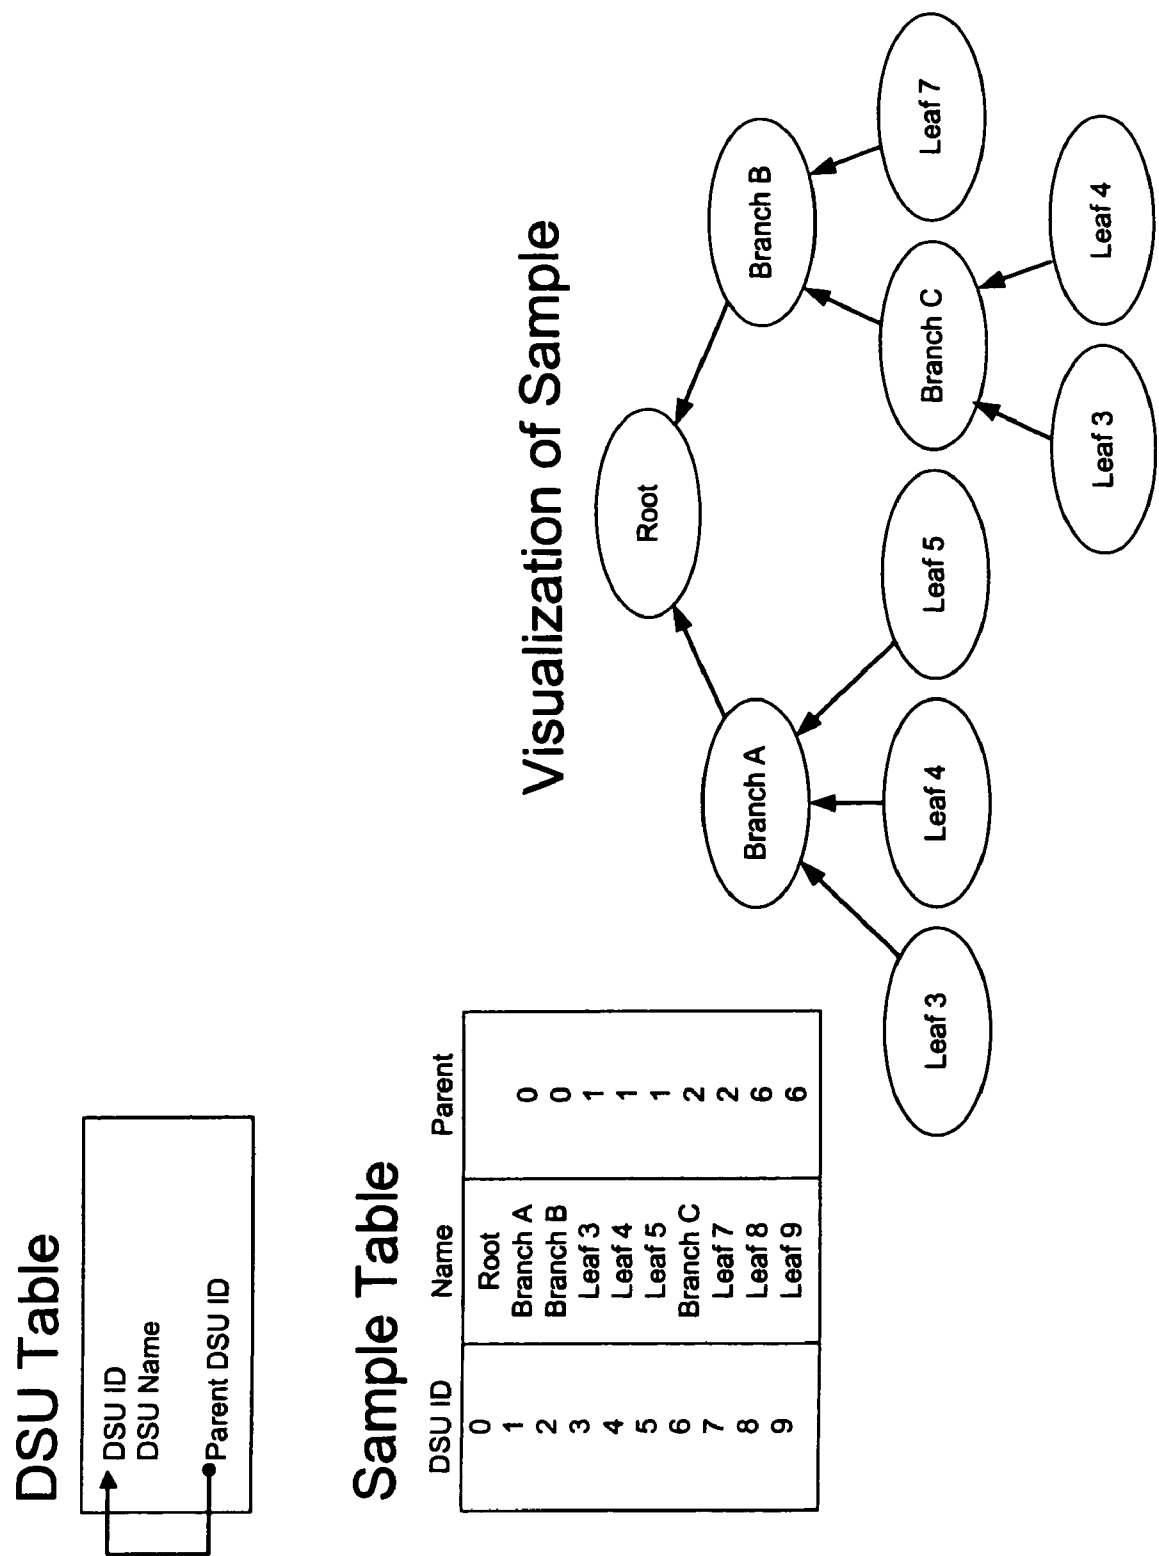 DSU Table
DSU ID
DSU Name
Parent DSU ID
Sample Table
DSU ID Name Parent
0 Root
1 Branch A 0
2 Branch B 0
3 Leaf 3 1
4 Leaf 4 1
5 Leaf 5 1
6 Branch C 2
7 Leaf 7 2
8 Leaf 8 6
9 Leaf 9 6
Visualization of Sample
Root
Branch A
Branch B
Leaf 3
Leaf 4
Leaf 5
Branch C
Leaf 7
Leaf 3
Leaf 4